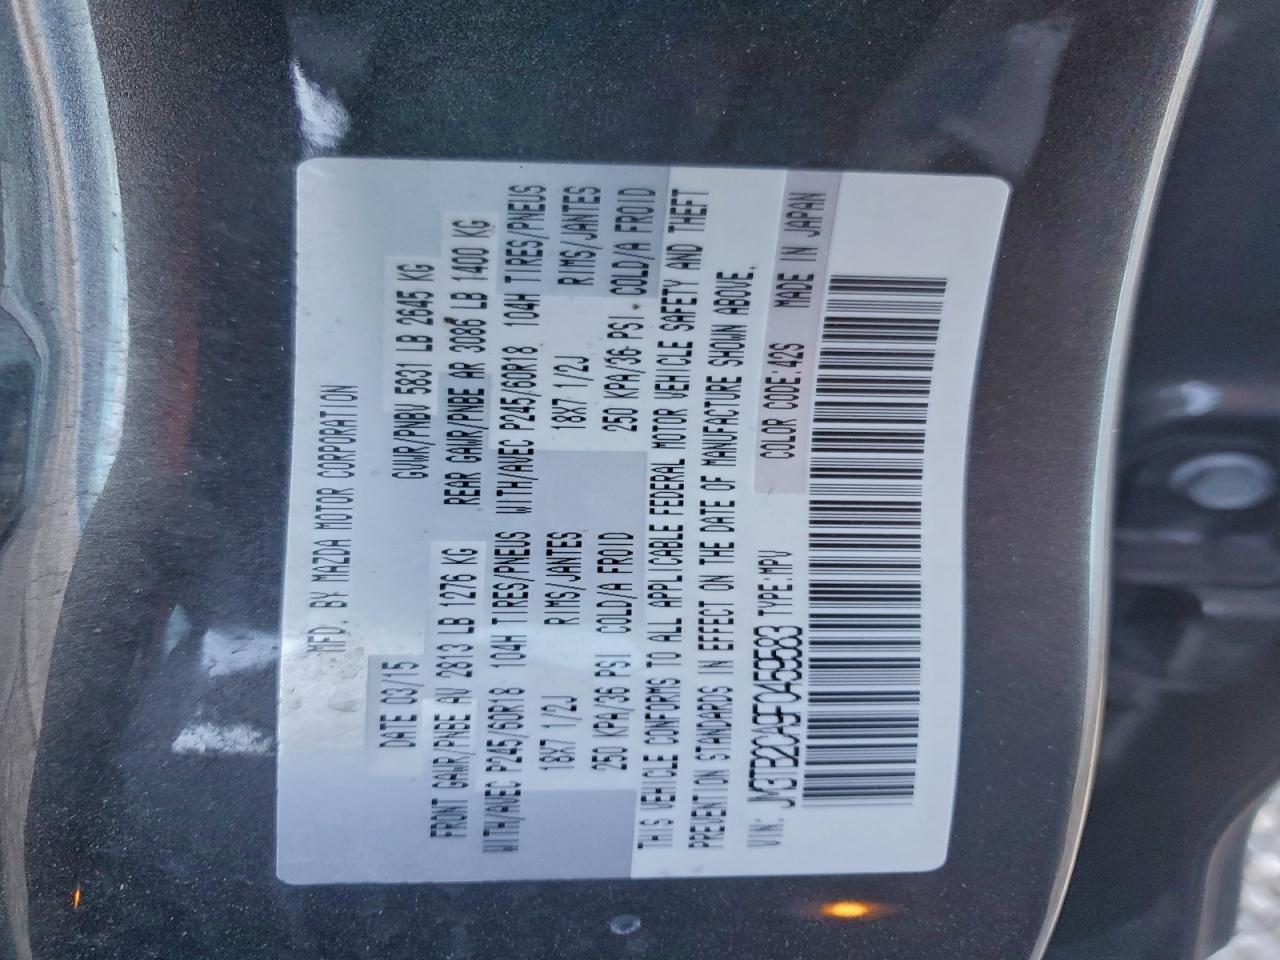 MFD. BY MAZDA MOTOR CORPORATION
DATE 03/15 GVWR/PNBV 5831 LB 2645 KG
FRONT GAWR/PNBE AV 2813 LB 1276 KG REAR GAWR/PNBE AR 3086 LB 1400 KG
WITH/AVEC P245/60R18 104H TIRES/PNEUS WITH/AVEC P245/60R18 104H TIRES/PNEUS
18X7 1/2J RIMS/JANTES 18X7 1/2J RIMS/JANTES
250 KPA/36 PSI COLD/A FROID 250 KPA/36 PSI COLD/A FROID
THIS VEHICLE CONFORMS TO ALL APPLICABLE FEDERAL MOTOR VEHICLE SAFETY AND THEFT
PREVENTION STANDARDS IN EFFECT ON THE DATE OF MANUFACTURE SHOWN ABOVE.
VIN: JM3TB2CA9F0459583 TYPE:MPV COLOR CODE:42S MADE IN JAPAN